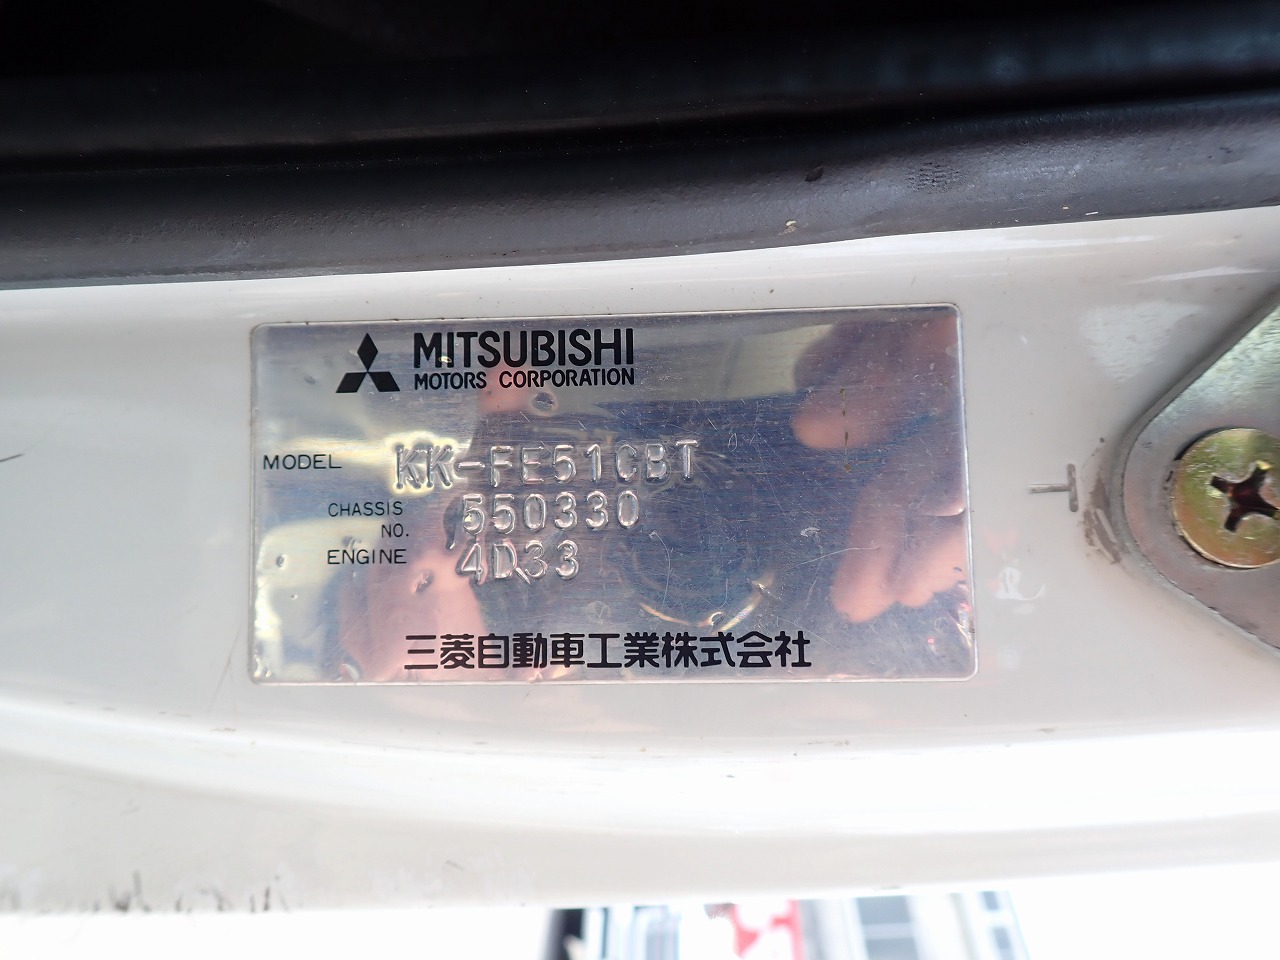 MITSUBISHI
MOTORS CORPORATION
MODEL KK-FE51CBT
CHASSIS NO. 550330
ENGINE 4D33
三菱自動車工業株式会社